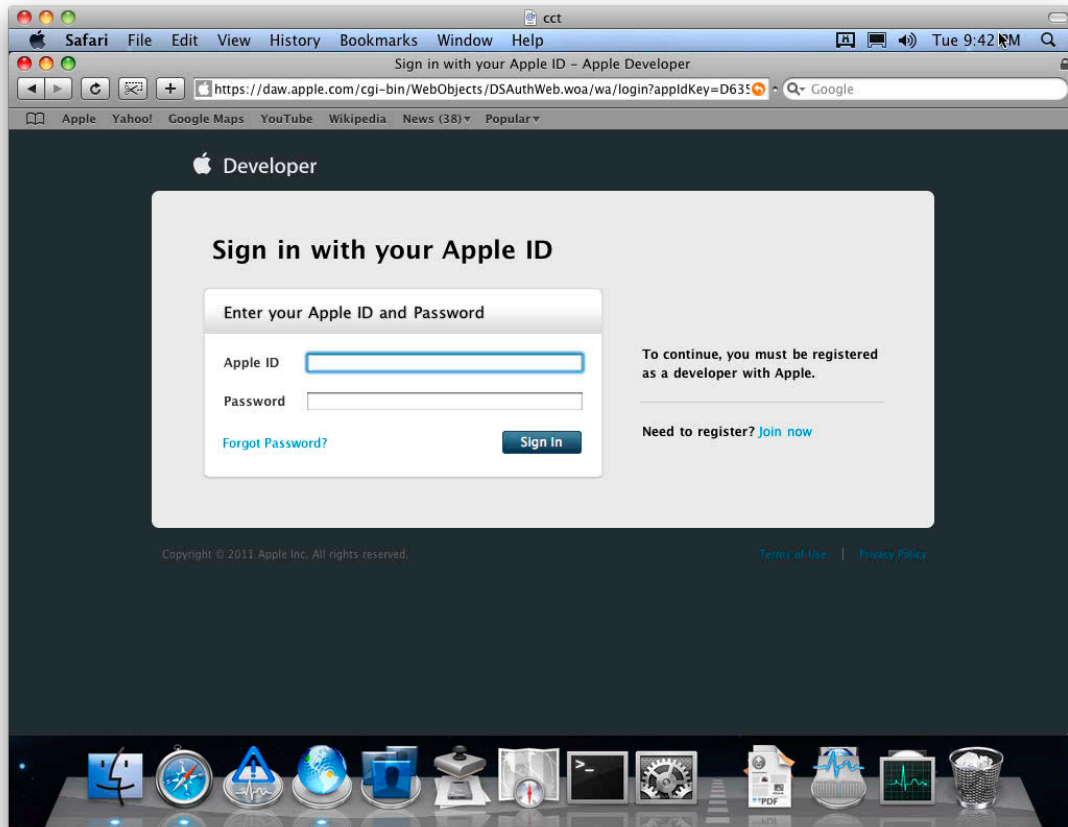 cct
Safari File Edit View History Bookmarks Window Help Tue 9:42 PM
Sign in with your Apple ID – Apple Developer
https://daw.apple.com/cgi-bin/WebObjects/DSAuthWeb.woa/wa/login?appIdKey=D635 Google
Apple Yahoo! Google Maps YouTube Wikipedia News (38) Popular
Developer
Sign in with your Apple ID
Enter your Apple ID and Password
Apple ID
Password
Forgot Password? Sign In
To continue, you must be registered
as a developer with Apple.
Need to register? Join now
Copyright © 2011 Apple Inc. All rights reserved. Terms of Use | Privacy Policy
>_
PDF